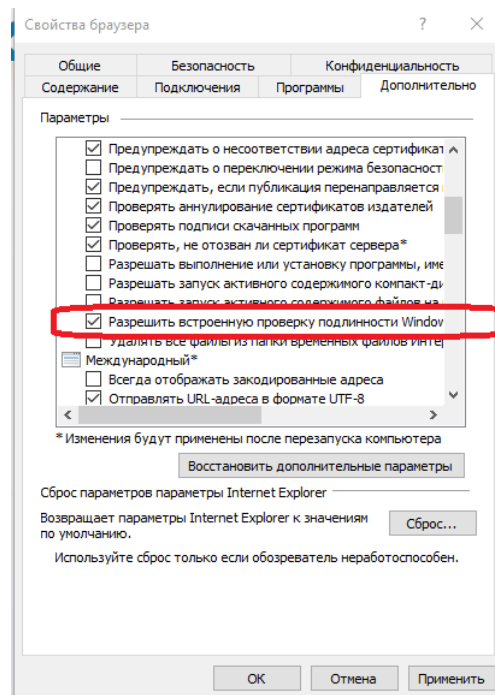 Свойства браузера
Общие Безопасность Конфиденциальность
Содержание Подключения Программы Дополнительно
Параметры
Предупреждать о несоответствии адреса сертификат
Предупреждать о переключении режима безопасност
Предупреждать, если публикация перенаправляется
Проверять аннулирование сертификатов издателей
Проверять подписи скачанных программ
Проверять, не отозван ли сертификат сервера*
Разрешать выполнение или установку программы, име
Разрешать запуск активного содержимого компакт-ди
Разрешать запуск активного содержимого файлов на
Разрешить встроенную проверку подлинности Window
Удалять все файлы из папки временных файлов Интер
Международный*
Всегда отображать закодированные адреса
Отправлять URL-адреса в формате UTF-8
*Изменения будут применены после перезапуска компьютера
Восстановить дополнительные параметры
Сброс параметров параметры Internet Explorer
Возвращает параметры Internet Explorer к значениям
по умолчанию.
Сброс...
Используйте сброс только если обозреватель неработоспособен.
ОК Отмена Применить